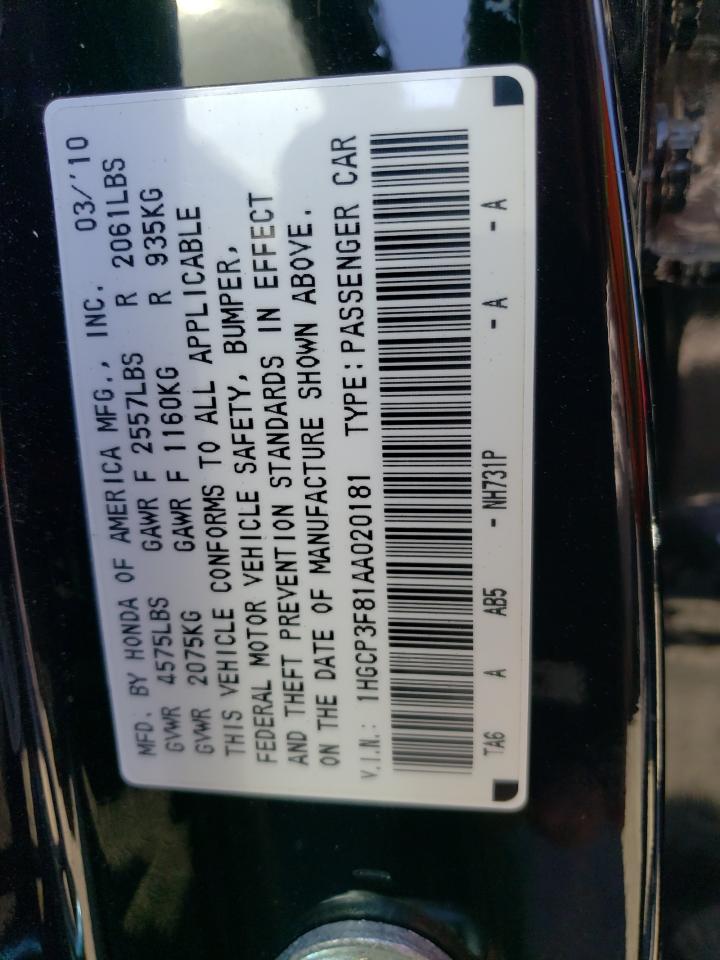 MFD. BY HONDA OF AMERICA MFG., INC. 03/'10
GVWR 4575LBS GAWR F 2557LBS R 2061LBS
GVWR 2075KG GAWR F 1160KG R 935KG
THIS VEHICLE CONFORMS TO ALL APPLICABLE
FEDERAL MOTOR VEHICLE SAFETY, BUMPER,
AND THEFT PREVENTION STANDARDS IN EFFECT
ON THE DATE OF MANUFACTURE SHOWN ABOVE.
V.I.N.: 1HGCP3F81AA020181 TYPE: PASSENGER CAR
TA6 A AB5 - NH731P - A - A